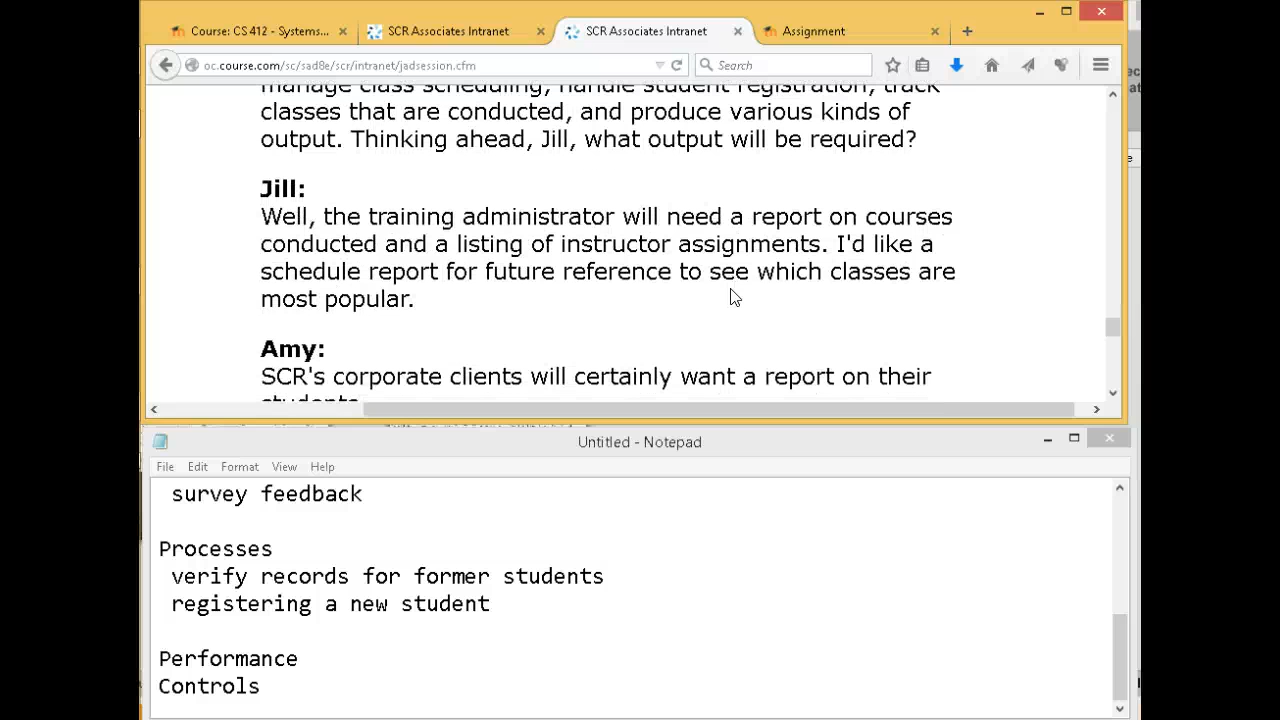 Course: CS 412 - Systems...
SCR Associates Intranet
SCR Associates Intranet
Assignment
oc.course.com/sc/sad8e/scr/intranet/jadsession.cfm
Search
manage class scheduling, handle student registration, track
classes that are conducted, and produce various kinds of
output. Thinking ahead, Jill, what output will be required?
Jill:
Well, the training administrator will need a report on courses
conducted and a listing of instructor assignments. I'd like a
schedule report for future reference to see which classes are
most popular.
Amy:
SCR's corporate clients will certainly want a report on their
students
Untitled - Notepad
File Edit Format View Help
survey feedback
Processes
verify records for former students
registering a new student
Performance
Controls